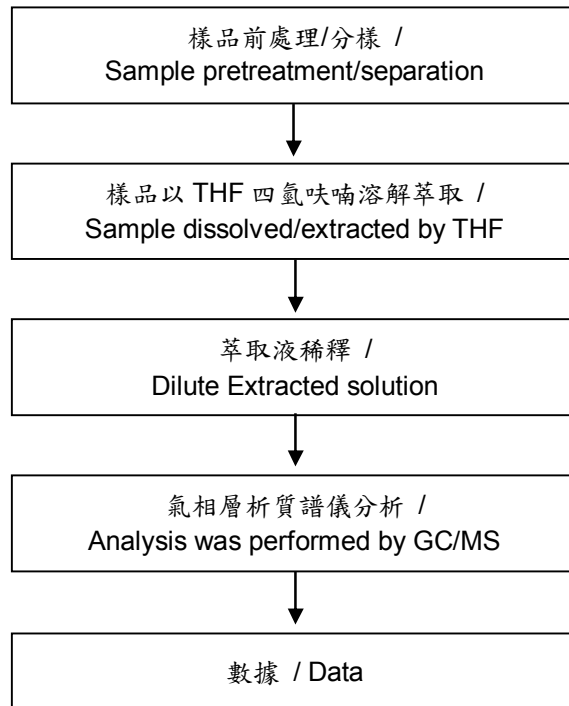 樣品前處理/分樣 /
Sample pretreatment/separation
樣品以 THF 四氫呋喃溶解萃取 /
Sample dissolved/extracted by THF
萃取液稀釋 /
Dilute Extracted solution
氣相層析質譜儀分析 /
Analysis was performed by GC/MS
數據 / Data